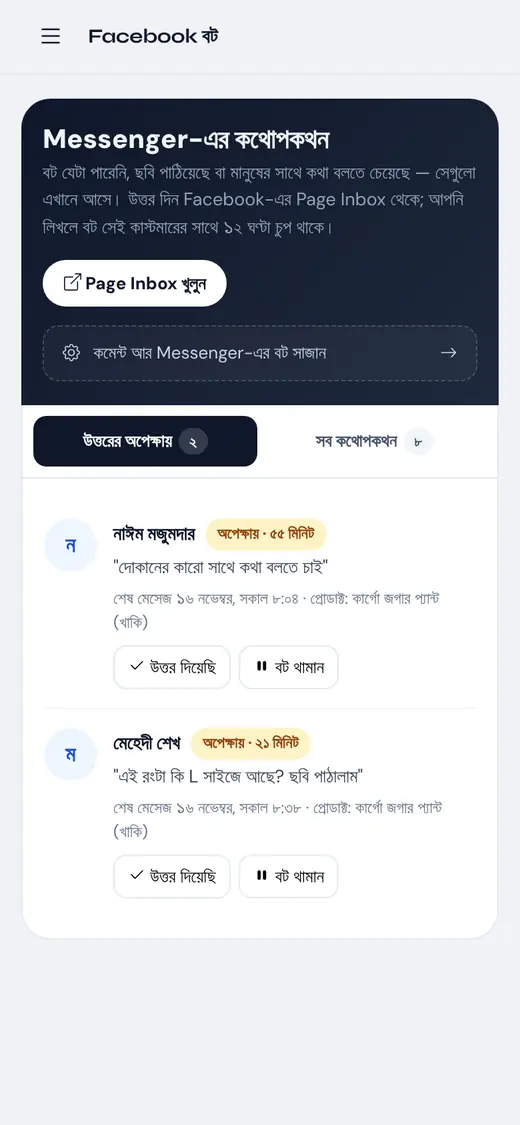 Facebook বট
Messenger-এর কথোপকথন
বট যেটা পারেনি, ছবি পাঠিয়েছে বা মানুষের সাথে কথা বলতে চেয়েছে — সেগুলো
এখানে আসে। উত্তর দিন Facebook-এর Page Inbox থেকে; আপনি
লিখলে বট সেই কাস্টমারের সাথে ১২ ঘণ্টা চুপ থাকে।
Page Inbox খুলুন
কমেন্ট আর Messenger-এর বট সাজান
উত্তরের অপেক্ষায় ২ সব কথোপকথন ৮
ন নাঈম মজুমদার অপেক্ষায় · ৫৫ মিনিট
"দোকানের কারো সাথে কথা বলতে চাই"
শেষ মেসেজ ১৬ নভেম্বর, সকাল ৮:০৪ · প্রোডাক্ট: কার্গো জগার প্যান্ট
(খাকি)
উত্তর দিয়েছি বট থামান
ম মেহেদী শেখ অপেক্ষায় · ২১ মিনিট
"এই রংটা কি L সাইজে আছে? ছবি পাঠালাম"
শেষ মেসেজ ১৬ নভেম্বর, সকাল ৮:৩৮ · প্রোডাক্ট: কার্গো জগার প্যান্ট
(খাকি)
উত্তর দিয়েছি বট থামান